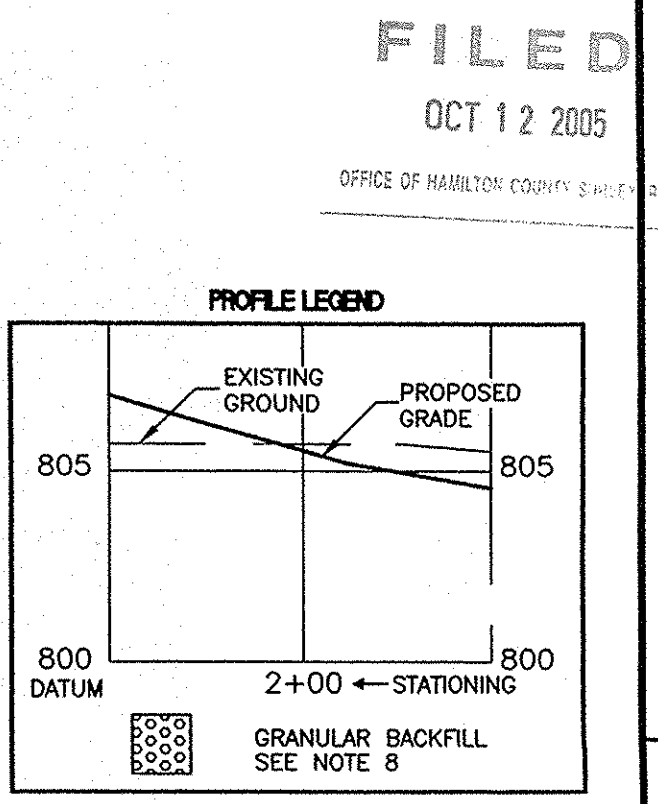 FILED
OCT 12 2005
OFFICE OF HAMILTON COUNTY
PROFILE LEGEND
EXISTING
GROUND
PROPOSED
GRADE
805
805
800
800
DATUM
2+00
STATIONING
GRANULAR BACKFILL
SEE NOTE 8